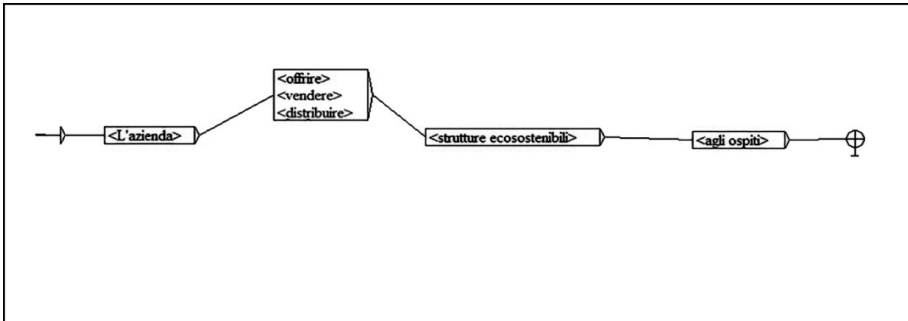 <L'azienda>
<offrire>
<vendere>
<distribuire>
<strutture ecosostenibili>
<agli ospiti>